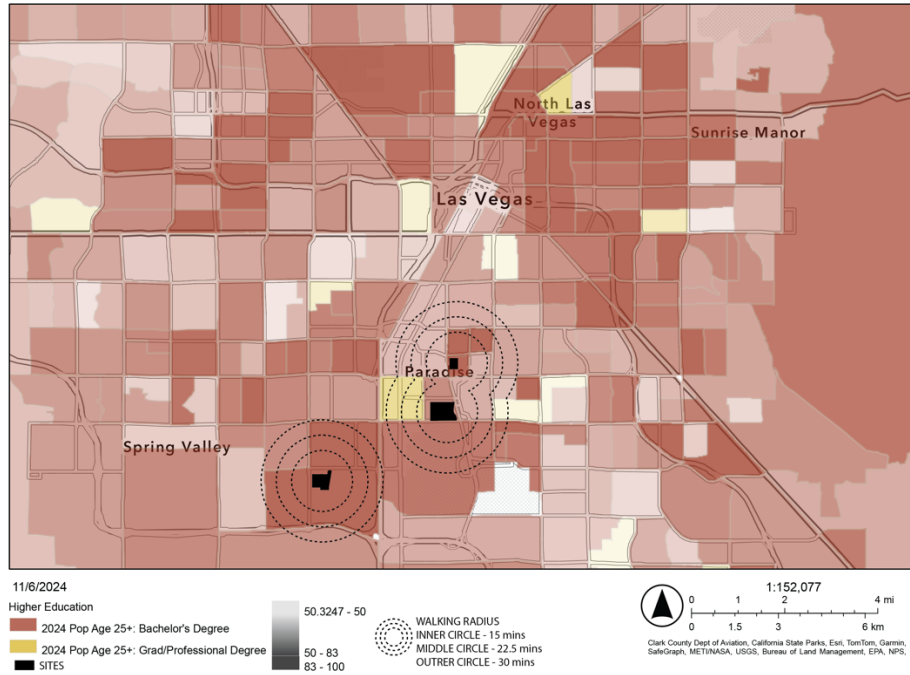 North Las
Vegas
Sunrise Manor
Las Vegas
Paradise
Spring Valley
11/6/2024
Higher Education
2024 Pop Age 25+: Bachelor's Degree
2024 Pop Age 25+: Grad/Professional Degree
SITES
50.3247 - 50
50 - 83
83 - 100
WALKING RADIUS
INNER CIRCLE - 15 mins
MIDDLE CIRCLE - 22.5 mins
OUTRER CIRCLE - 30 mins
1:152,077
0 1 2 4 mi
0 1.5 3 6 km
Clark County Dept of Aviation, California State Parks, Esri, TomTom, Garmin,
SafeGraph, METI/NASA, USGS, Bureau of Land Management, EPA, NPS,